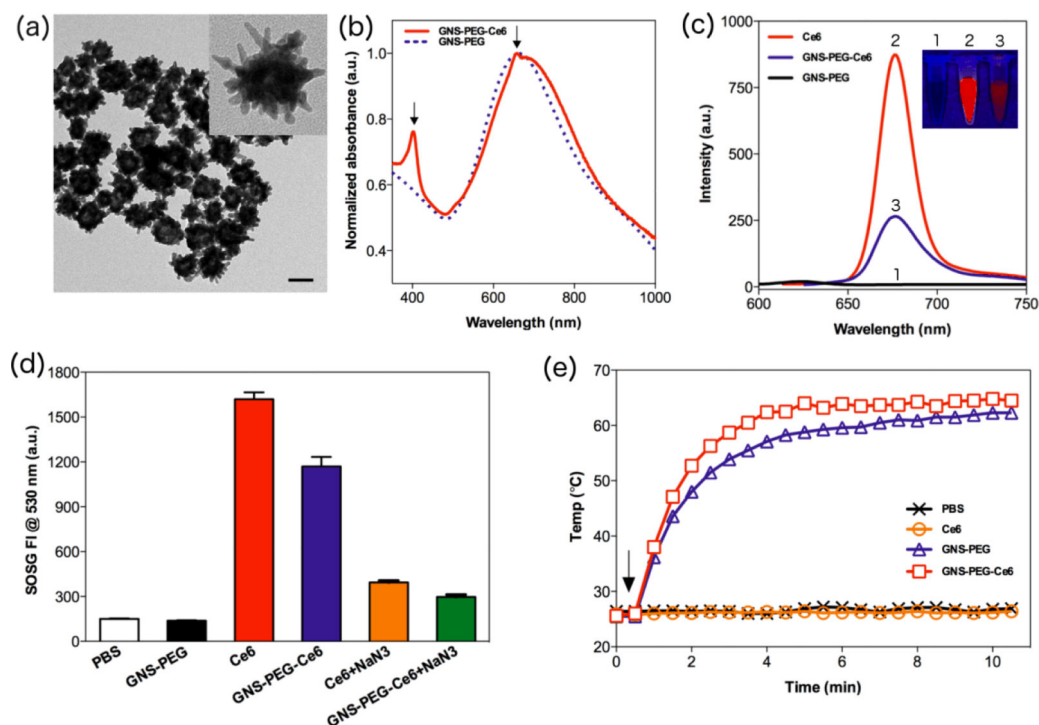 (a)
(b)
GNS-PEG-Ce6
GNS-PEG
Normalized absorbance (a.u.)
1.0
0.8
0.6
0.4
400 600 800 1000
Wavelength (nm)
(c)
Ce6
GNS-PEG-Ce6
GNS-PEG
Intensity (a.u.)
1000
750
500
250
0
2
3
1
1 2 3
600 650 700 750
Wavelength (nm)
(d)
SOSG FI @ 530 nm (a.u.)
1800
1500
1200
900
600
300
0
PBS
GNS-PEG
Ce6
GNS-PEG-Ce6
Ce6+NaN3
GNS-PEG-Ce6+NaN3
(e)
Temp (°C)
70
60
50
40
30
20
PBS
Ce6
GNS-PEG
GNS-PEG-Ce6
0 2 4 6 8 10
Time (min)